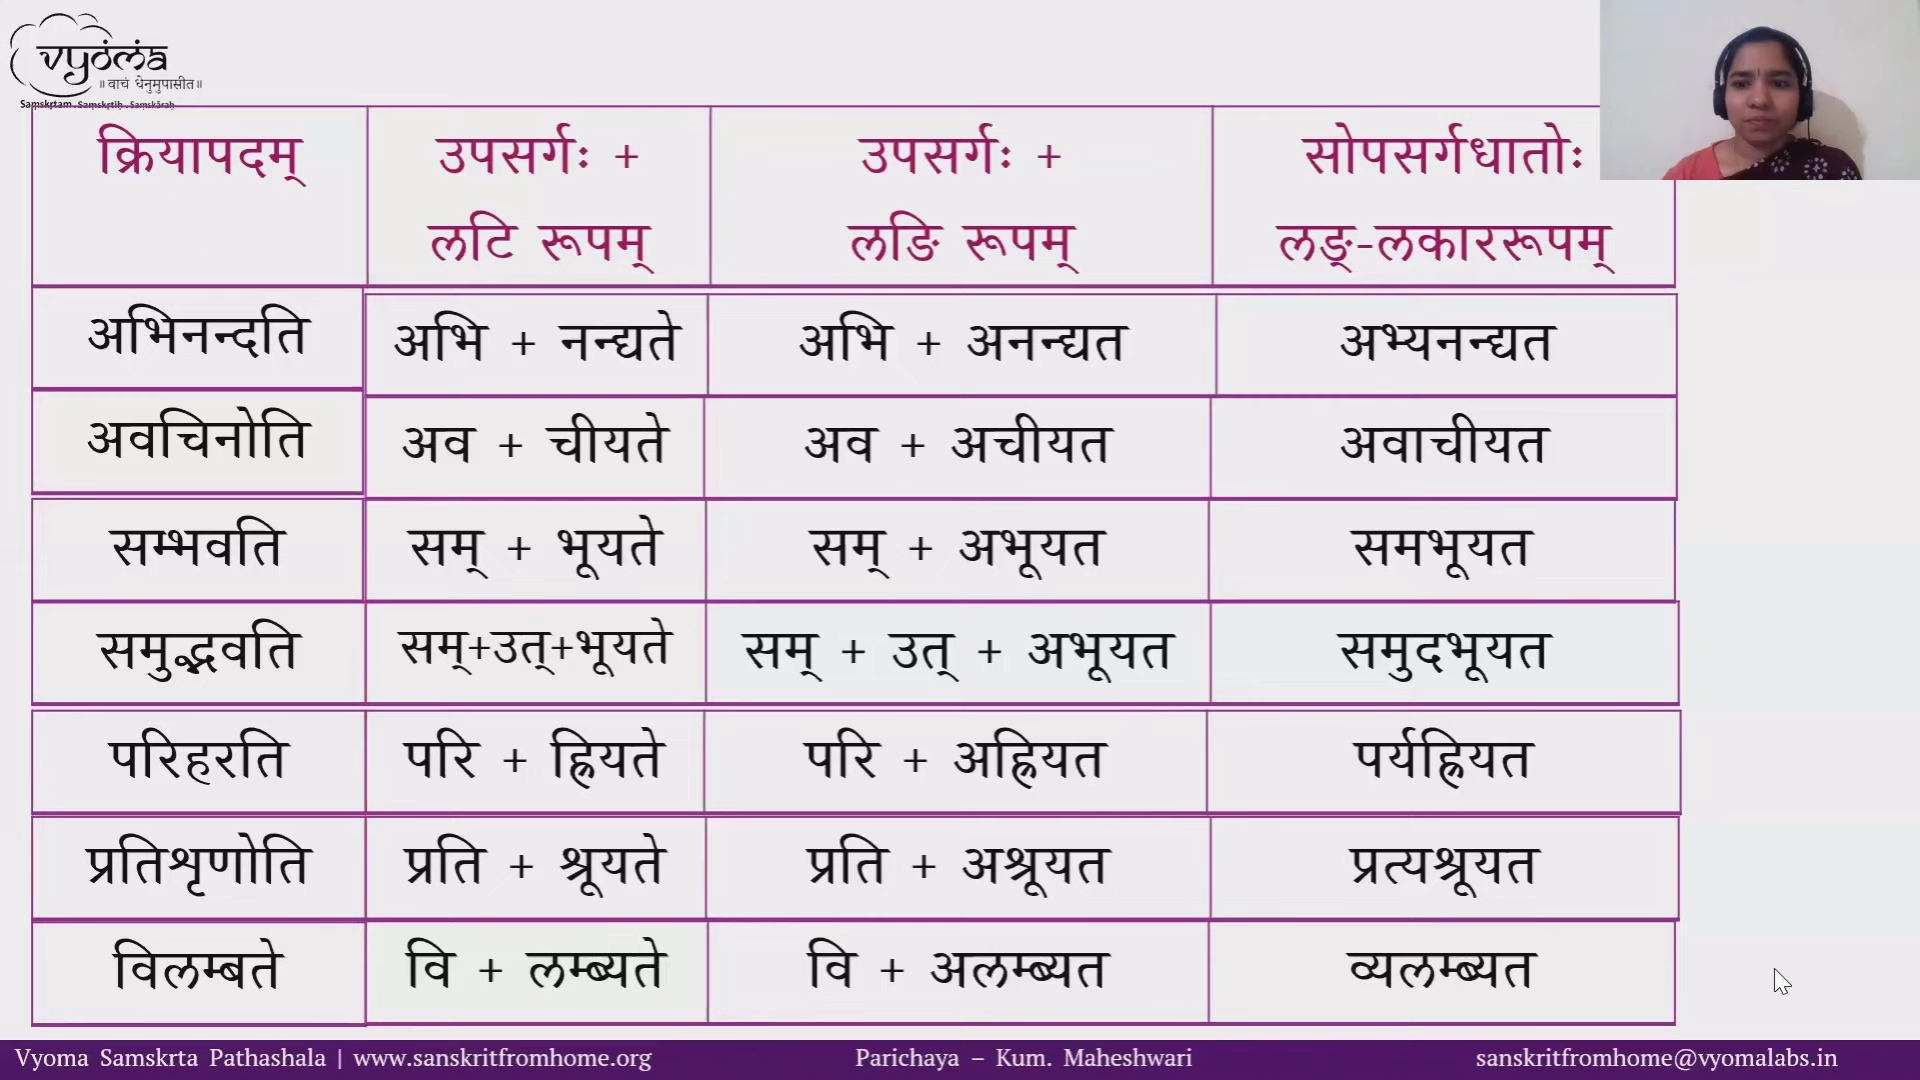 vyoma
॥ वाचं धेनुमुपासीत॥
Saṃskṛtam . Saṃskṛtiḥ . Saṃskāraḥ
क्रियापदम् उपसर्गः + उपसर्गः + सोपसर्गधातोः
लटि रूपम् लङि रूपम् लङ्-लकाररूपम्
अभिनन्दति अभि + नन्द्यते अभि + अनन्द्यत अभ्यनन्द्यत
अवचिनोति अव + चीयते अव + अचीयत अवाचीयत
सम्भवति सम् + भूयते सम् + अभूयत समभूयत
समुद्भवति सम्+उत्+भूयते सम् + उत् + अभूयत समुदभूयत
परिहरति परि + ह्रियते परि + अह्रियत पर्यह्रियत
प्रतिशृणोति प्रति + श्रूयते प्रति + अश्रूयत प्रत्यश्रूयत
विलम्बते वि + लम्ब्यते वि + अलम्ब्यत व्यलम्ब्यत
Vyoma Samskrta Pathashala | www.sanskritfromhome.org Parichaya – Kum. Maheshwari sanskritfromhome@vyomalabs.in